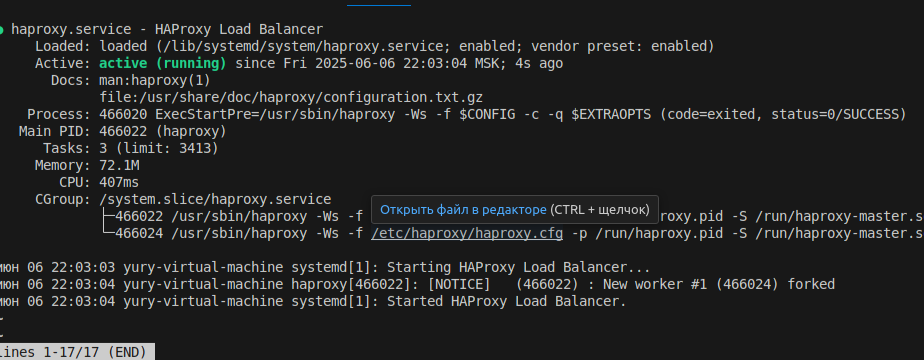 ● haproxy.service - HAProxy Load Balancer
Loaded: loaded (/lib/systemd/system/haproxy.service; enabled; vendor preset: enabled)
Active: active (running) since Fri 2025-06-06 22:03:04 MSK; 4s ago
Docs: man:haproxy(1)
file:/usr/share/doc/haproxy/configuration.txt.gz
Process: 466020 ExecStartPre=/usr/sbin/haproxy -Ws -f $CONFIG -c -q $EXTRAOPTS (code=exited, status=0/SUCCESS)
Main PID: 466022 (haproxy)
Tasks: 3 (limit: 3413)
Memory: 72.1M
CPU: 407ms
CGroup: /system.slice/haproxy.service
Открыть файл в редакторе (CTRL + щелчок)
├─466022 /usr/sbin/haproxy -Ws -f /run/haproxy.pid -S /run/haproxy-master.s
└─466024 /usr/sbin/haproxy -Ws -f /etc/haproxy/haproxy.cfg -p /run/haproxy.pid -S /run/haproxy-master.s
июн 06 22:03:03 yury-virtual-machine systemd[1]: Starting HAProxy Load Balancer...
июн 06 22:03:04 yury-virtual-machine haproxy[466022]: [NOTICE] (466022) : New worker #1 (466024) forked
июн 06 22:03:04 yury-virtual-machine systemd[1]: Started HAProxy Load Balancer.
~
~
lines 1-17/17 (END)